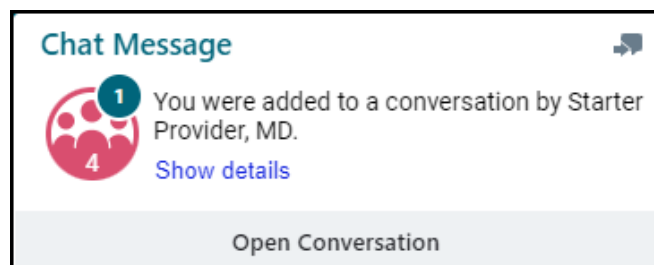 Chat Message
1
4
You were added to a conversation by Starter
Provider, MD.
Show details
Open Conversation